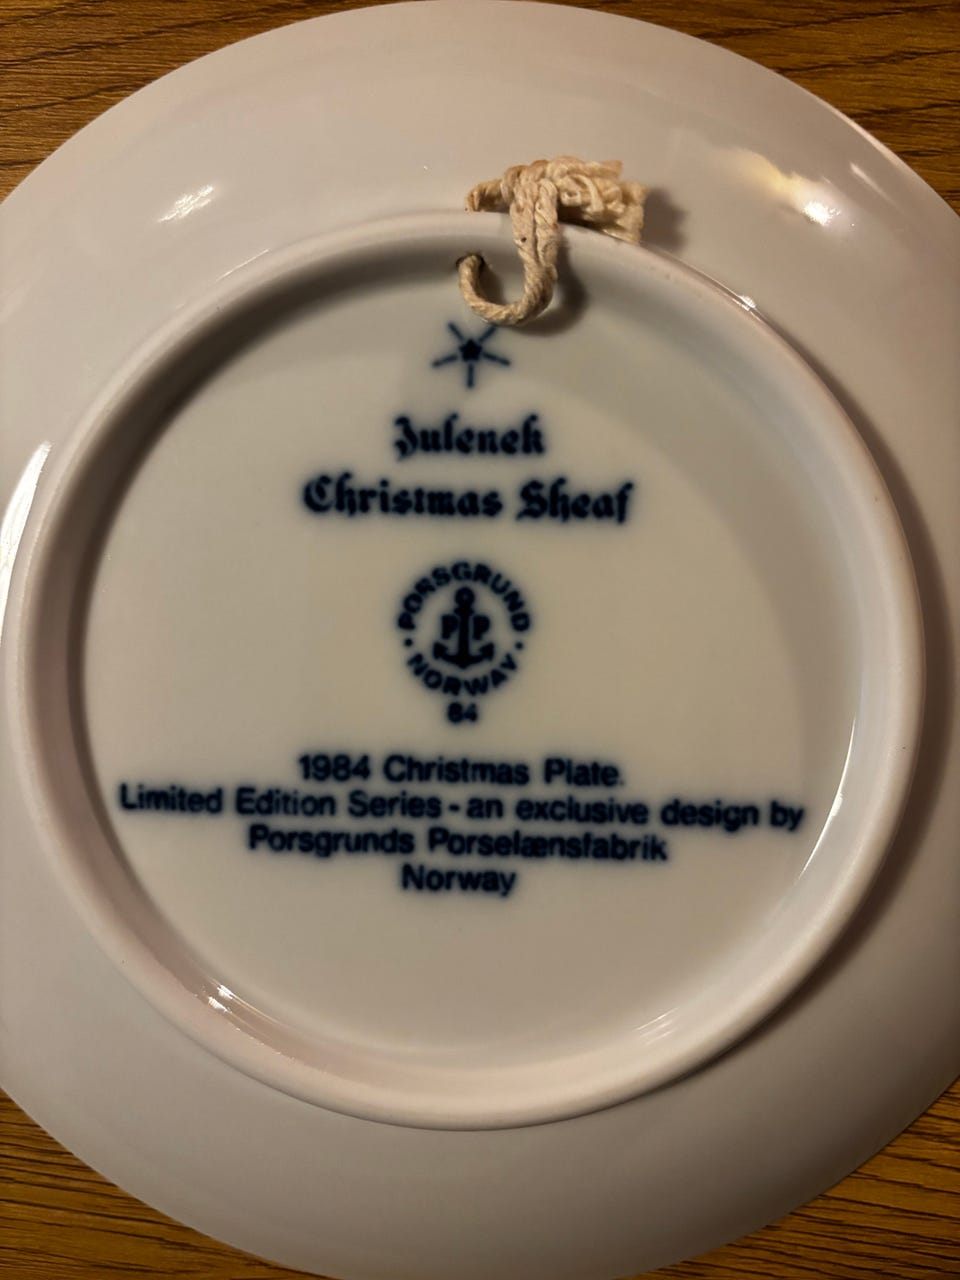 Julenek
Christmas Sheaf
PORSGRUND
PP
NORWAY
84
1984 Christmas Plate.
Limited Edition Series - an exclusive design by
Porsgrunds Porselænsfabrik
Norway